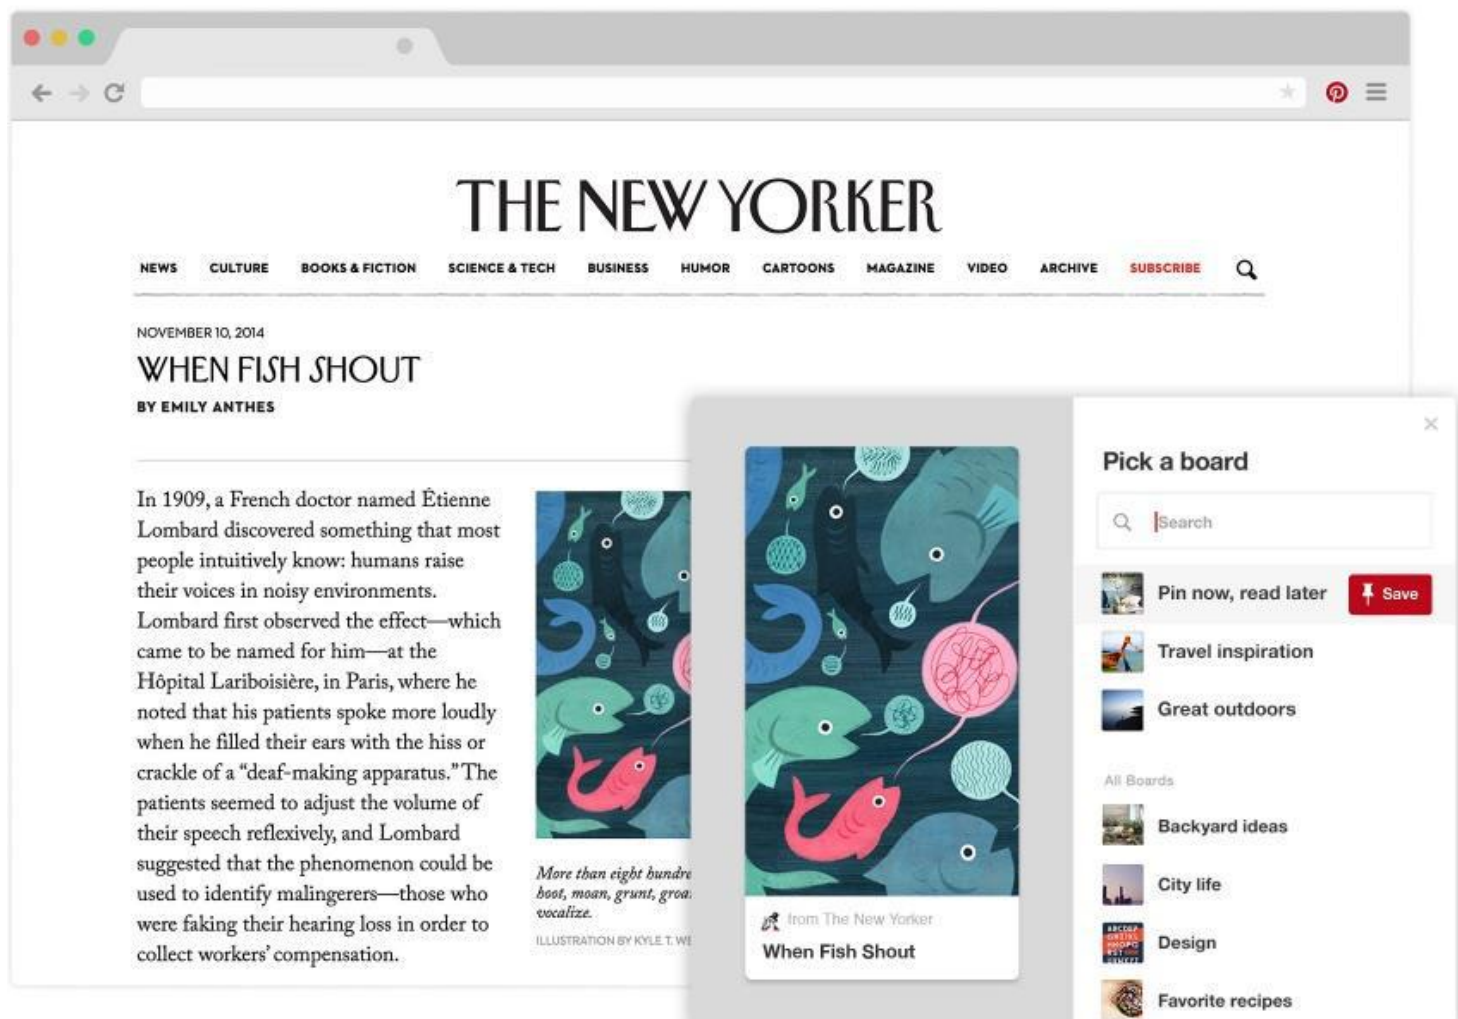 THE NEW YORKER
NEWS CULTURE BOOKS & FICTION SCIENCE & TECH BUSINESS HUMOR CARTOONS MAGAZINE VIDEO ARCHIVE SUBSCRIBE
NOVEMBER 10, 2014
WHEN FISH SHOUT
BY EMILY ANTHES
In 1909, a French doctor named Étienne
Lombard discovered something that most
people intuitively know: humans raise
their voices in noisy environments.
Lombard first observed the effect—which
came to be named for him—at the
Hôpital Lariboisière, in Paris, where he
noted that his patients spoke more loudly
when he filled their ears with the hiss or
crackle of a “deaf-making apparatus.” The
patients seemed to adjust the volume of
their speech reflexively, and Lombard
suggested that the phenomenon could be
used to identify malingerers—those who
were faking their hearing loss in order to
collect workers’ compensation.
More than eight hundre
hoot, moan, grunt, groa
vocalize.
ILLUSTRATION BY KYLE T. WE
from The New Yorker
When Fish Shout
Pick a board
Search
Pin now, read later Save
Travel inspiration
Great outdoors
All Boards
Backyard ideas
City life
Design
Favorite recipes